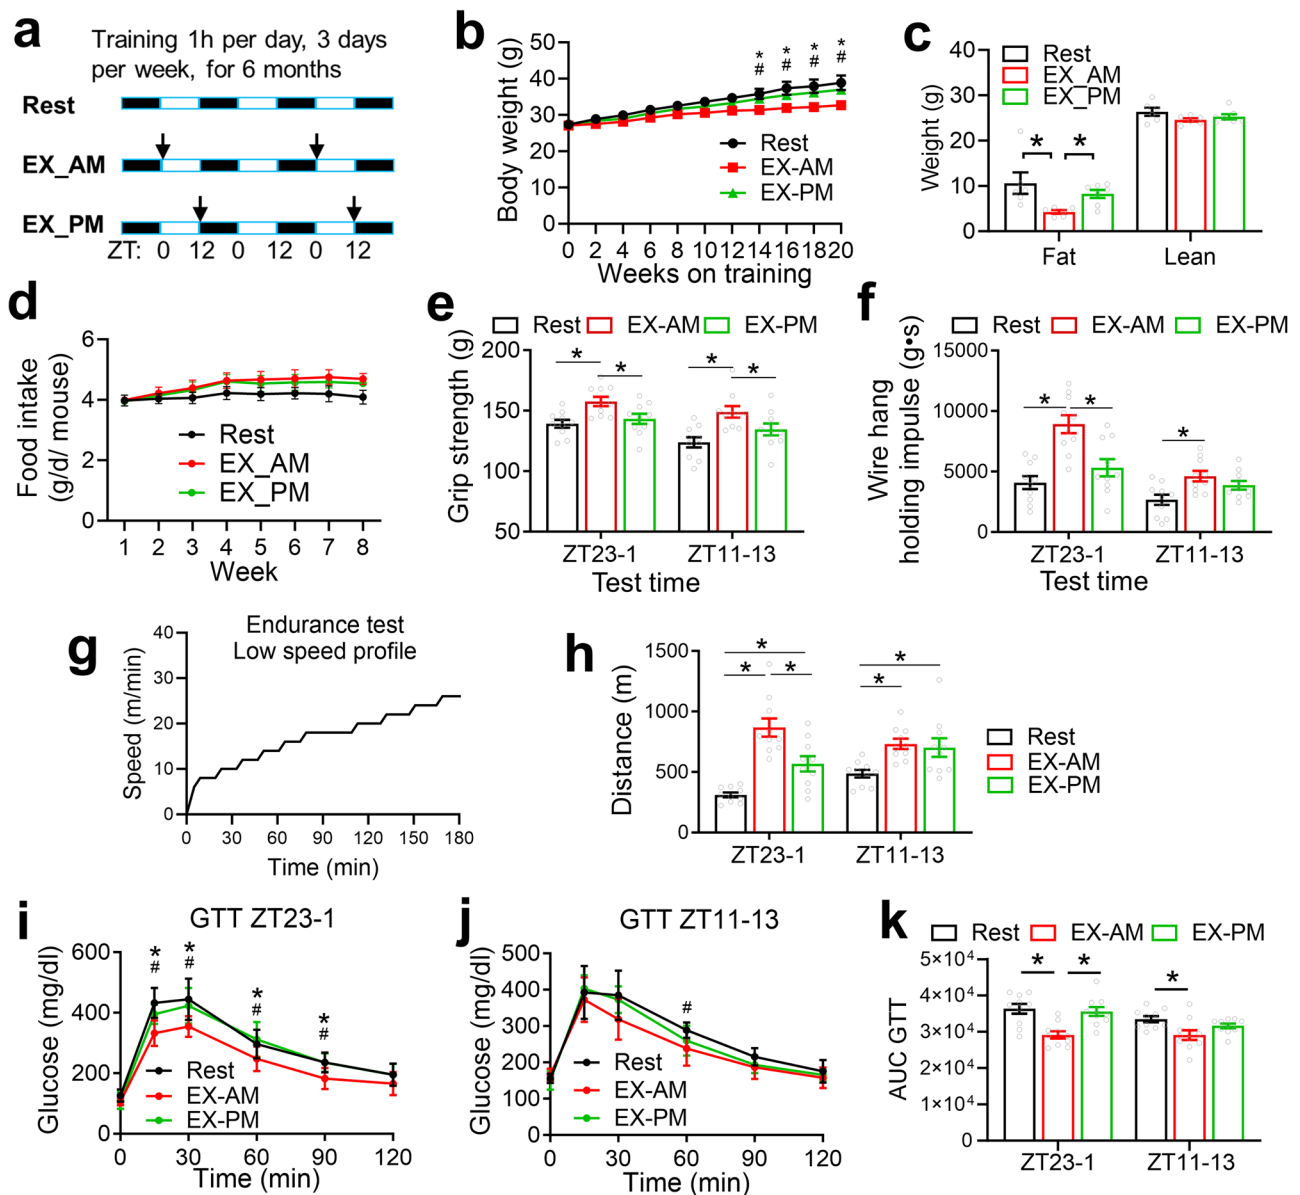 a
Training 1h per day, 3 days
per week, for 6 months
Rest
EX_AM
EX_PM
ZT: 0 12 0 12 0 12
b
Body weight (g)
50
40
30
20
10
0
* * * *
# # # #
Rest
EX-AM
EX-PM
0 2 4 6 8 10 12 14 16 18 20
Weeks on training
c
Weight (g)
40
30
20
10
0
Rest
EX_AM
EX_PM
* *
Fat Lean
d
Food intake
(g/d/ mouse)
6
4
2
0
Rest
EX_AM
EX_PM
1 2 3 4 5 6 7 8
Week
e
Rest EX-AM EX-PM
Grip strength (g)
200
150
100
50
* * * *
ZT23-1 ZT11-13
Test time
f
Rest EX-AM EX-PM
Wire hang
holding impulse (g•s)
15000
10000
5000
0
* * *
ZT23-1 ZT11-13
Test time
g
Endurance test
Low speed profile
Speed (m/min)
40
30
20
10
0
0 30 60 90 120 150 180
Time (min)
h
Distance (m)
1500
1000
500
0
* * *
* *
ZT23-1 ZT11-13
Rest
EX-AM
EX-PM
i
GTT ZT23-1
Glucose (mg/dl)
600
400
200
0
* * * *
# # # #
Rest
EX-AM
EX-PM
0 30 60 90 120
Time (min)
j
GTT ZT11-13
Glucose (mg/dl)
500
400
300
200
100
0
#
Rest
EX-AM
EX-PM
0 30 60 90 120
Time (min)
k
Rest EX-AM EX-PM
AUC GTT
5×10⁴
4×10⁴
3×10⁴
2×10⁴
1×10⁴
0
* * *
ZT23-1 ZT11-13